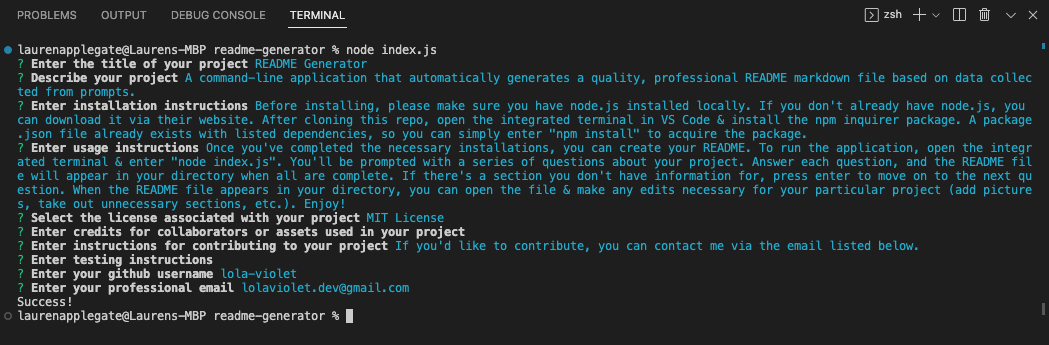 PROBLEMS OUTPUT DEBUG CONSOLE TERMINAL zsh
laurenapplegate@Laurens-MBP readme-generator % node index.js
? Enter the title of your project README Generator
? Describe your project A command-line application that automatically generates a quality, professional README markdown file based on data collec
ted from prompts.
? Enter installation instructions Before installing, please make sure you have node.js installed locally. If you don't already have node.js, you
can download it via their website. After cloning this repo, open the integrated terminal in VS Code & install the npm inquirer package. A package
.json file already exists with listed dependencies, so you can simply enter "npm install" to acquire the package.
? Enter usage instructions Once you've completed the necessary installations, you can create your README. To run the application, open the integr
ated terminal & enter "node index.js". You'll be prompted with a series of questions about your project. Answer each question, and the README fil
e will appear in your directory when all are complete. If there's a section you don't have information for, press enter to move on to the next qu
estion. When the README file appears in your directory, you can open the file & make any edits necessary for your particular project (add picture
s, take out unnecessary sections, etc.). Enjoy!
? Select the license associated with your project MIT License
? Enter credits for collaborators or assets used in your project
? Enter instructions for contributing to your project If you'd like to contribute, you can contact me via the email listed below.
? Enter testing instructions
? Enter your github username lola-violet
? Enter your professional email lolaviolet.dev@gmail.com
Success!
laurenapplegate@Laurens-MBP readme-generator %